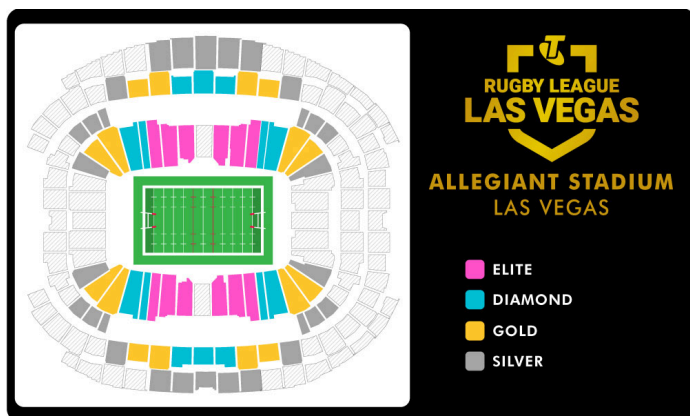 RUGBY LEAGUE
LAS VEGAS
ALLEGIANT STADIUM
LAS VEGAS
ELITE
DIAMOND
GOLD
SILVER